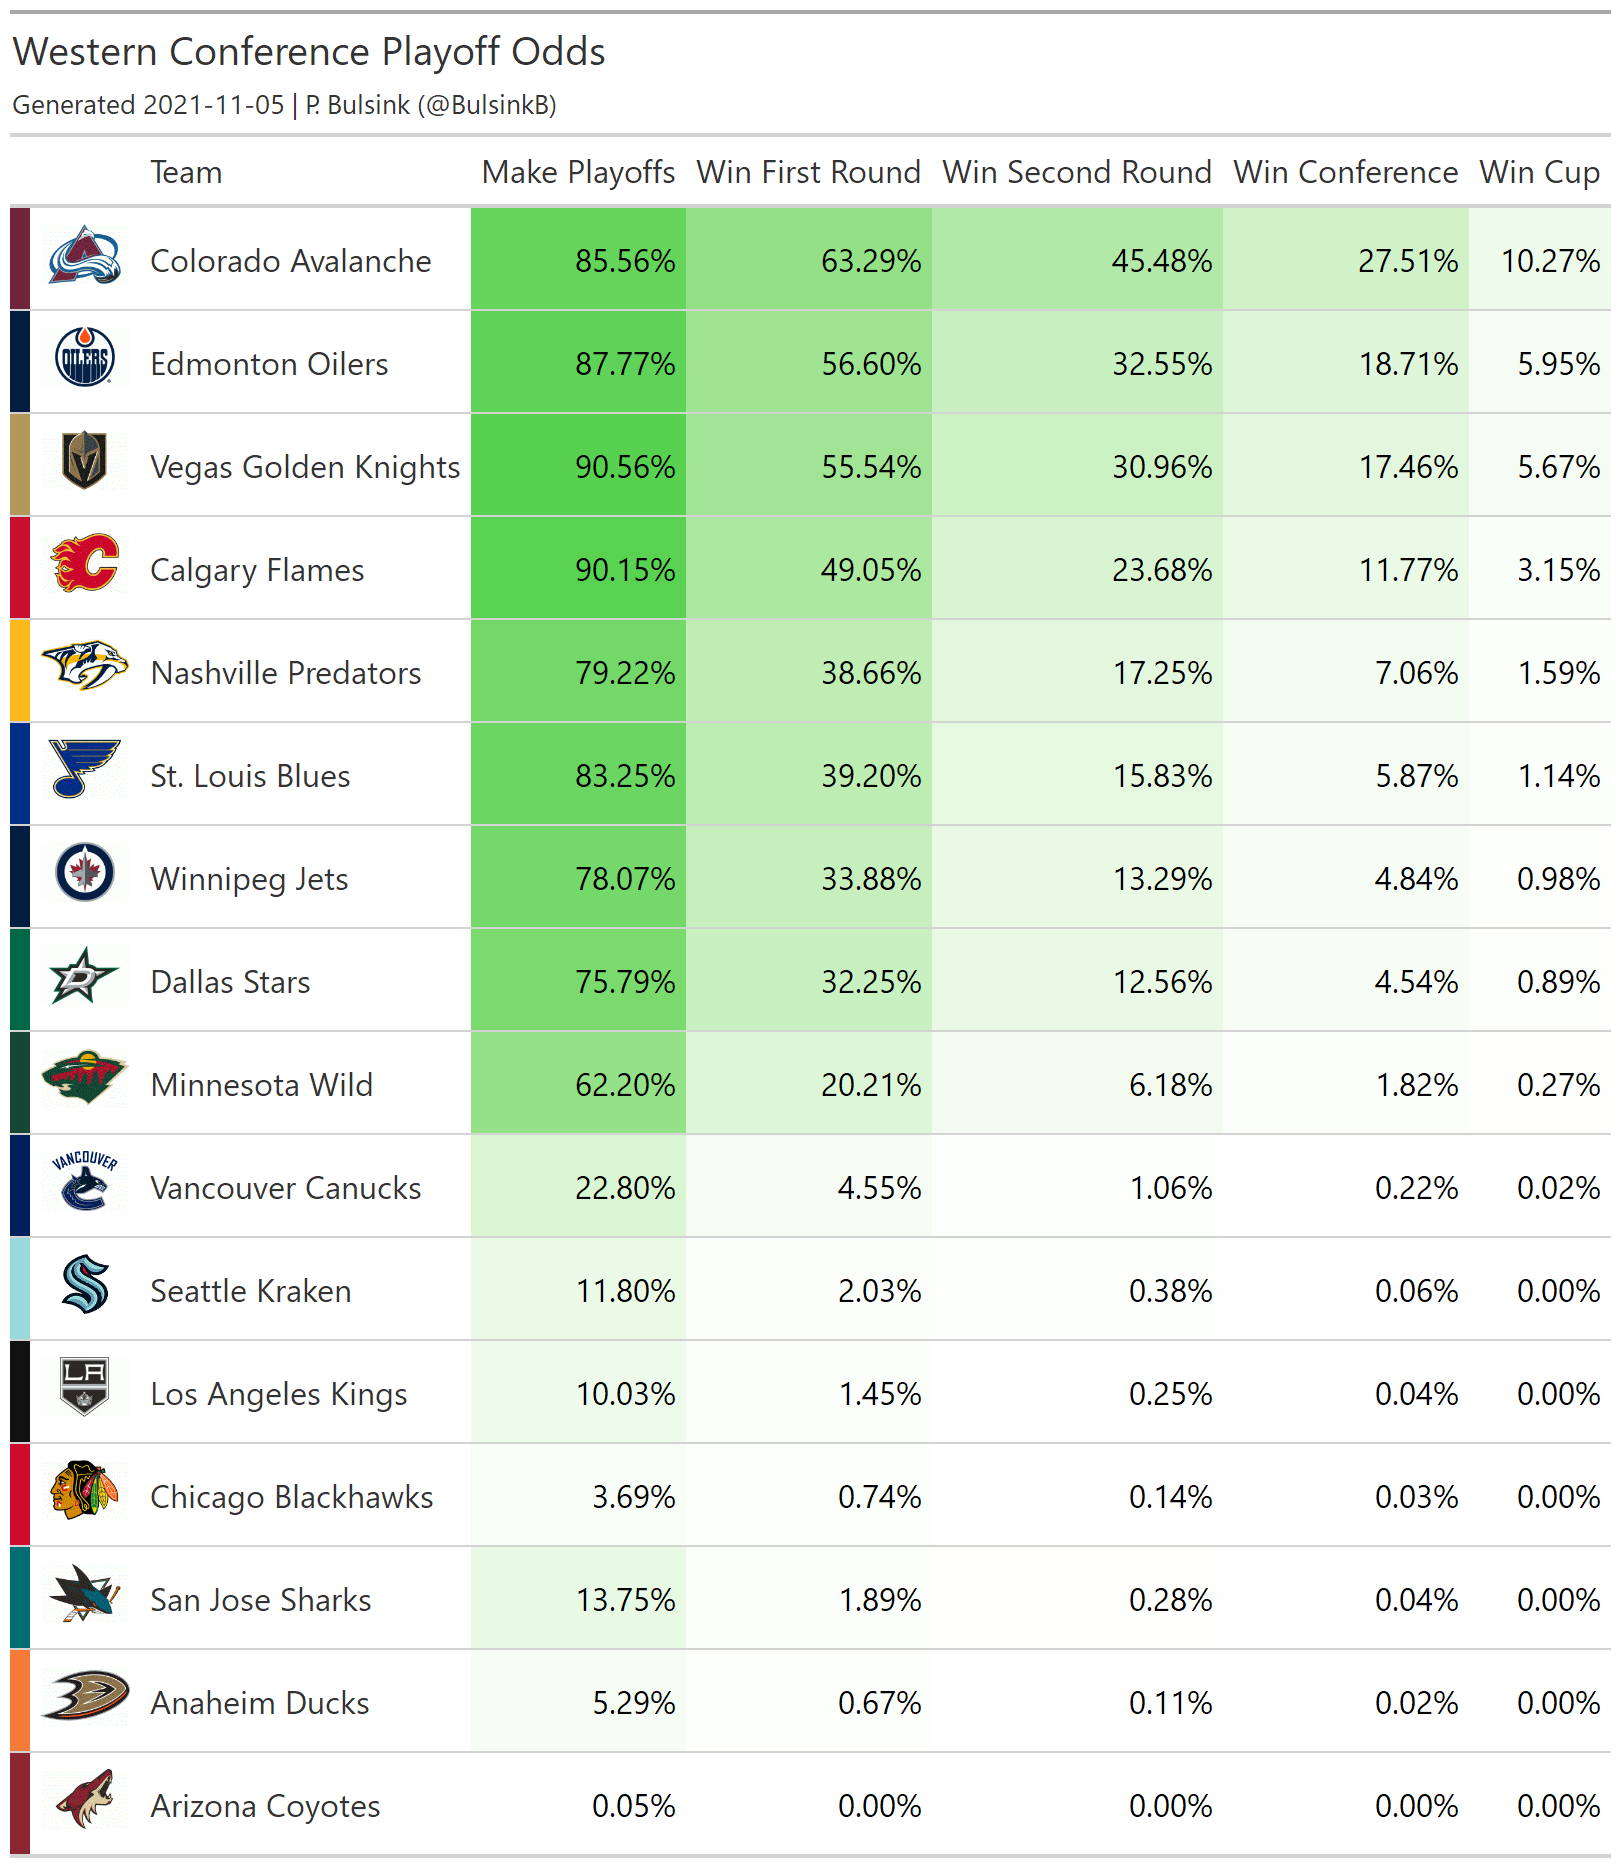 Western Conference Playoff Odds
Generated 2021-11-05 | P. Bulsink (@BulsinkB)
Team Make Playoffs Win First Round Win Second Round Win Conference Win Cup
Colorado Avalanche 85.56% 63.29% 45.48% 27.51% 10.27%
OILERS Edmonton Oilers 87.77% 56.60% 32.55% 18.71% 5.95%
Vegas Golden Knights 90.56% 55.54% 30.96% 17.46% 5.67%
C Calgary Flames 90.15% 49.05% 23.68% 11.77% 3.15%
Nashville Predators 79.22% 38.66% 17.25% 7.06% 1.59%
St. Louis Blues 83.25% 39.20% 15.83% 5.87% 1.14%
Winnipeg Jets 78.07% 33.88% 13.29% 4.84% 0.98%
D Dallas Stars 75.79% 32.25% 12.56% 4.54% 0.89%
Minnesota Wild 62.20% 20.21% 6.18% 1.82% 0.27%
VANCOUVER Vancouver Canucks 22.80% 4.55% 1.06% 0.22% 0.02%
S Seattle Kraken 11.80% 2.03% 0.38% 0.06% 0.00%
LA Los Angeles Kings 10.03% 1.45% 0.25% 0.04% 0.00%
Chicago Blackhawks 3.69% 0.74% 0.14% 0.03% 0.00%
San Jose Sharks 13.75% 1.89% 0.28% 0.04% 0.00%
Anaheim Ducks 5.29% 0.67% 0.11% 0.02% 0.00%
Arizona Coyotes 0.05% 0.00% 0.00% 0.00% 0.00%